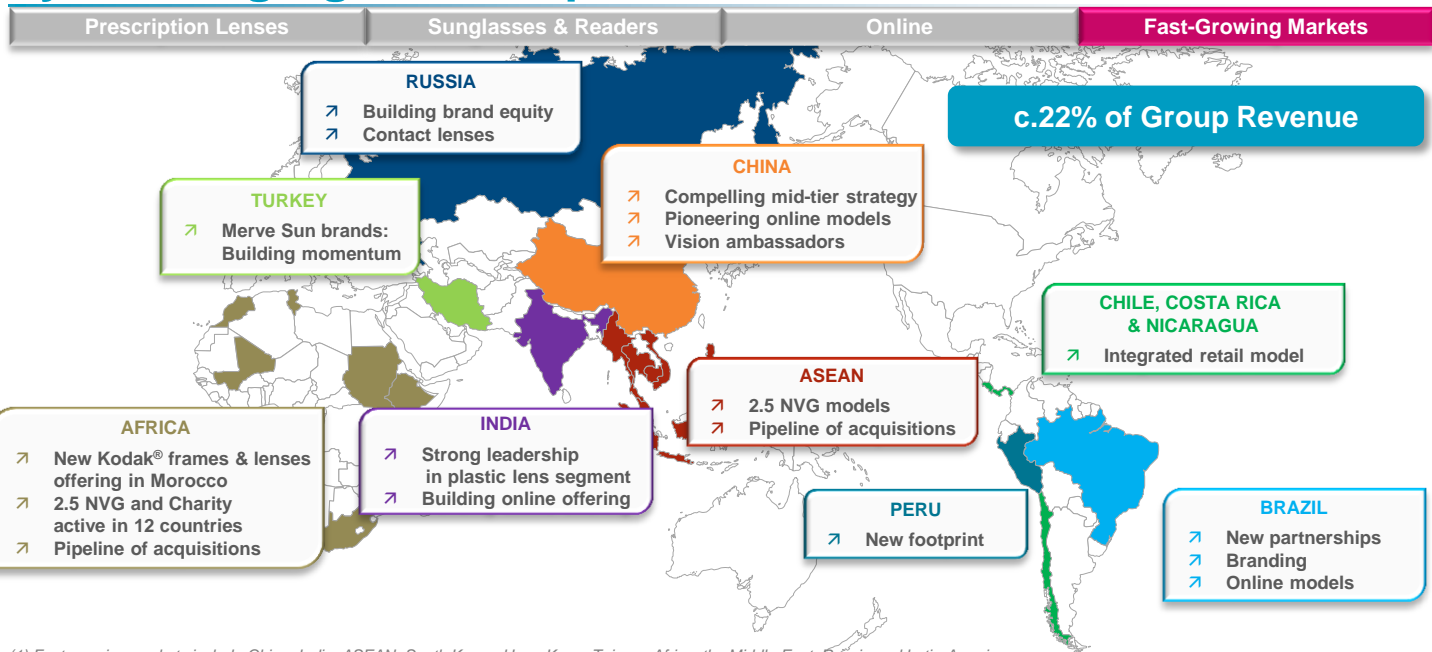 Prescription Lenses
Sunglasses & Readers
Online
Fast-Growing Markets
c.22% of Group Revenue
RUSSIA
Building brand equity
Contact lenses
CHINA
Compelling mid-tier strategy
Pioneering online models
Vision ambassadors
TURKEY
Merve Sun brands:
Building momentum
CHILE, COSTA RICA
& NICARAGUA
Integrated retail model
ASEAN
2.5 NVG models
Pipeline of acquisitions
AFRICA
New Kodak® frames & lenses
offering in Morocco
2.5 NVG and Charity
active in 12 countries
Pipeline of acquisitions
INDIA
Strong leadership
in plastic lens segment
Building online offering
PERU
New footprint
BRAZIL
New partnerships
Branding
Online models